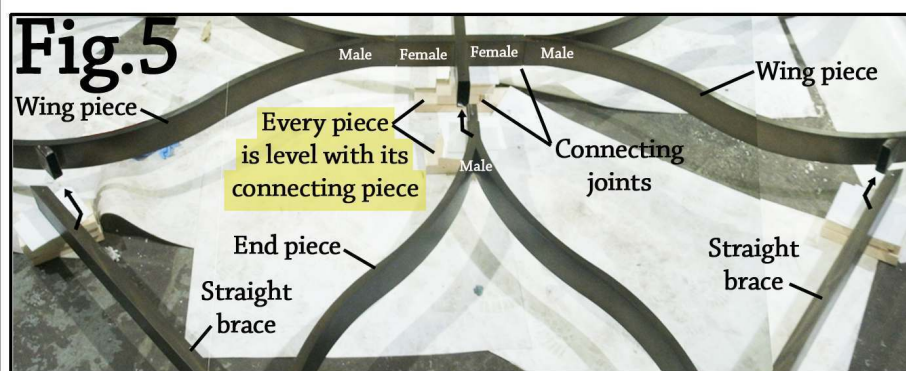 Fig.5
Male Female Female Male
Wing piece
Wing piece
Every piece
is level with its
connecting piece
Connecting
joints
Male
End piece
Straight
brace
Straight
brace